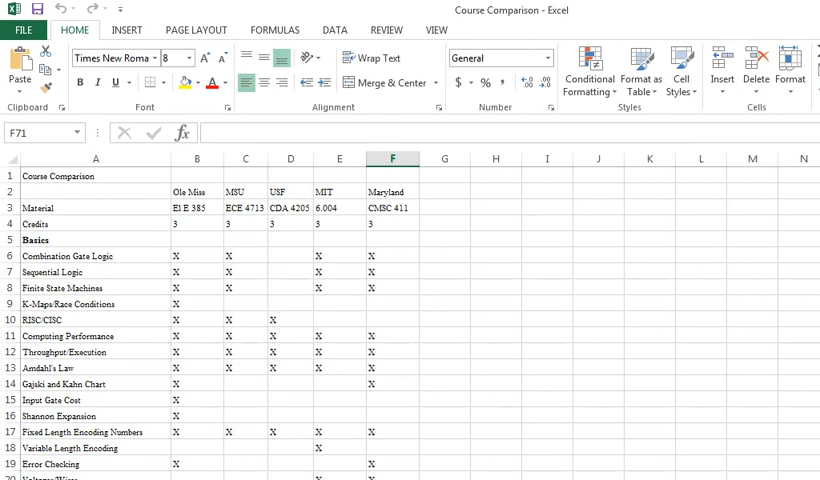 Course Comparison - Excel
FILE HOME INSERT PAGE LAYOUT FORMULAS DATA REVIEW VIEW
Times New Roma 8 A A Wrap Text General
Paste B I U A Merge & Center $ % , Conditional Formatting Format as Table Cell Styles Insert Delete Format
Clipboard Font Alignment Number Styles Cells
F71 fx
A B C D E F G H I J K L M N
1 Course Comparison
2 Ole Miss MSU USF MIT Maryland
3 Material El E 385 ECE 4713 CDA 4205 6.004 CMSC 411
4 Credits 3 3 3 3 3
5 Basics
6 Combination Gate Logic X X X X
7 Sequential Logic X X X X
8 Finite State Machines X X X X
9 K-Maps/Race Conditions X
10 RISC/CISC X X X
11 Computing Performance X X X X X
12 Throughput/Execution X X X X X
13 Amdahl's Law X X X X X
14 Gajski and Kahn Chart X X
15 Input Gate Cost X
16 Shannon Expansion X
17 Fixed Length Encoding Numbers X X X X X
18 Variable Length Encoding X
19 Error Checking X X
20 Voltages/Wires X X